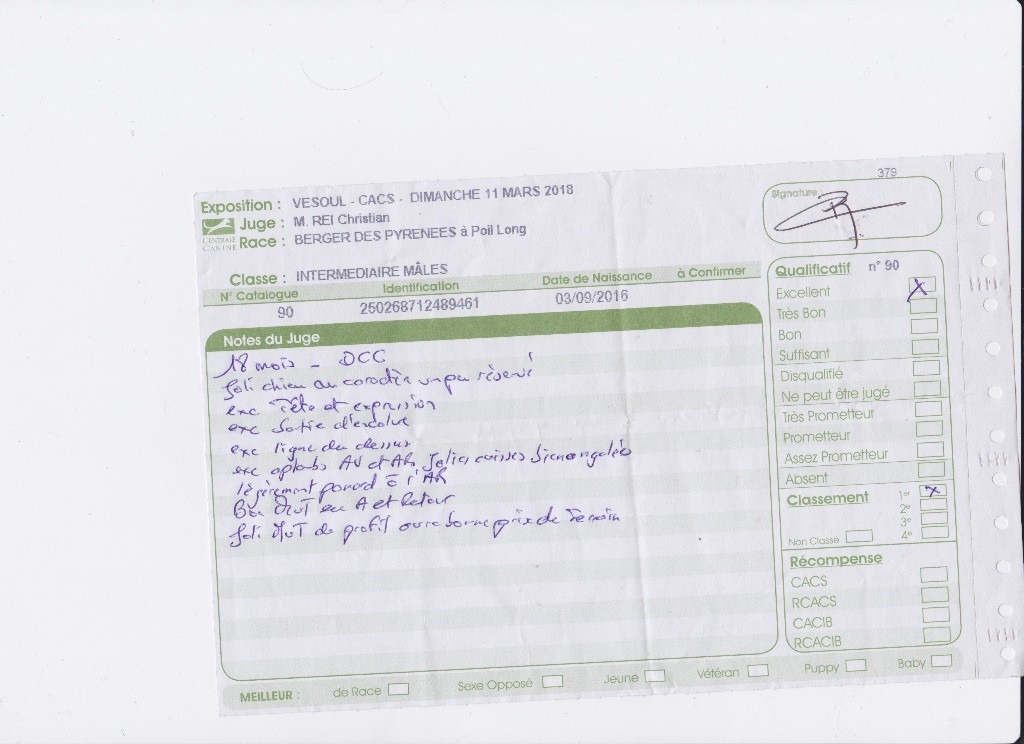 379
Exposition : VESOUL - CACS - DIMANCHE 11 MARS 2018
Signature
Juge : M. REI Christian
CENTRALE CANINE
Race : BERGER DES PYRENEES à Poil Long
Classe : INTERMEDIAIRE MÂLES
N° Catalogue Identification Date de Naissance à Confirmer
90 250268712489461 03/09/2016
Notes du Juge
18 mois - DCC
Joli chien au caractère un peu réservé
exc Tête et expression
exc Sortie d'encolure
exc ligne de dessus
exc aplombs AV et AR Jolies cuisses bien angulées
légèrement panard à l'AR
Bon MVT en A et Retour
Joli MVT de profil avec bonne prise de Terrain
Qualificatif n° 90
Excellent X
Très Bon
Bon
Suffisant
Disqualifié
Ne peut être jugé
Très Prometteur
Prometteur
Assez Prometteur
Absent
Classement 1er X
2e
3e
4e
Non Classé
Récompense
CACS
RCACS
CACIB
RCACIB
MEILLEUR : de Race Sexe Opposé Jeune Vétéran Puppy Baby